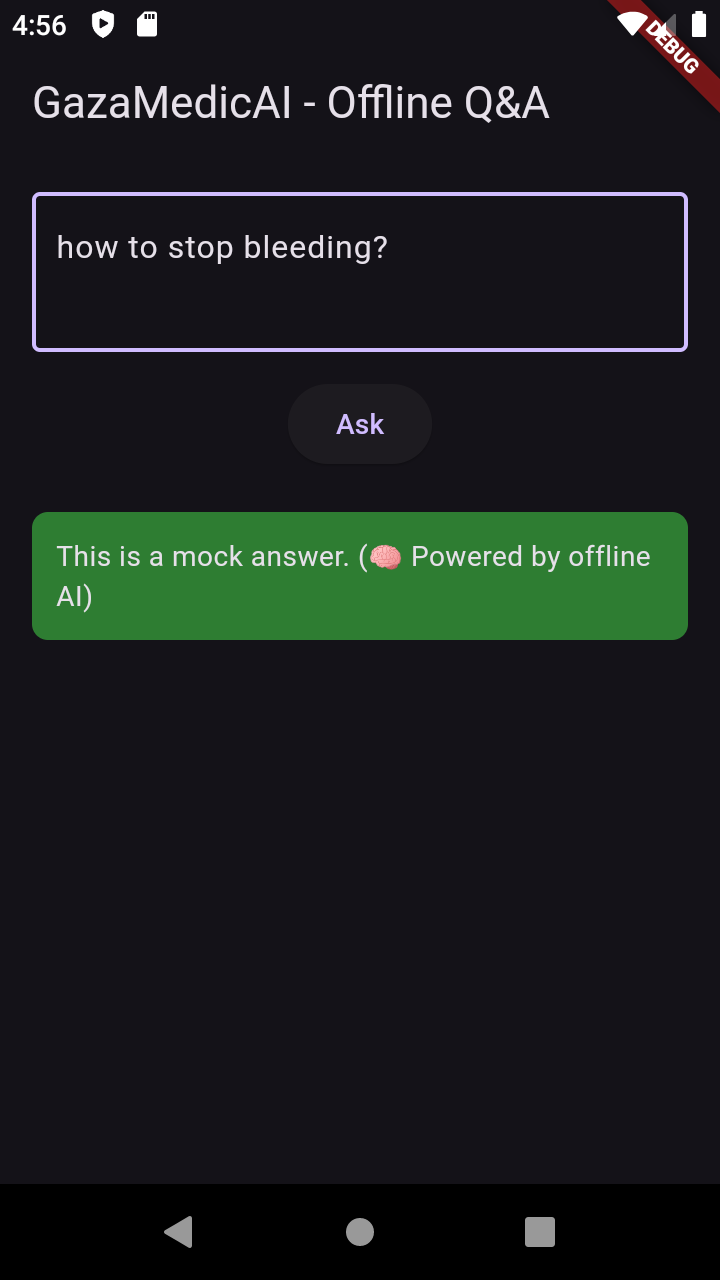 4:56
DEBUG
GazaMedicAI - Offline Q&A
how to stop bleeding?
Ask
This is a mock answer. (🧠 Powered by offline
AI)